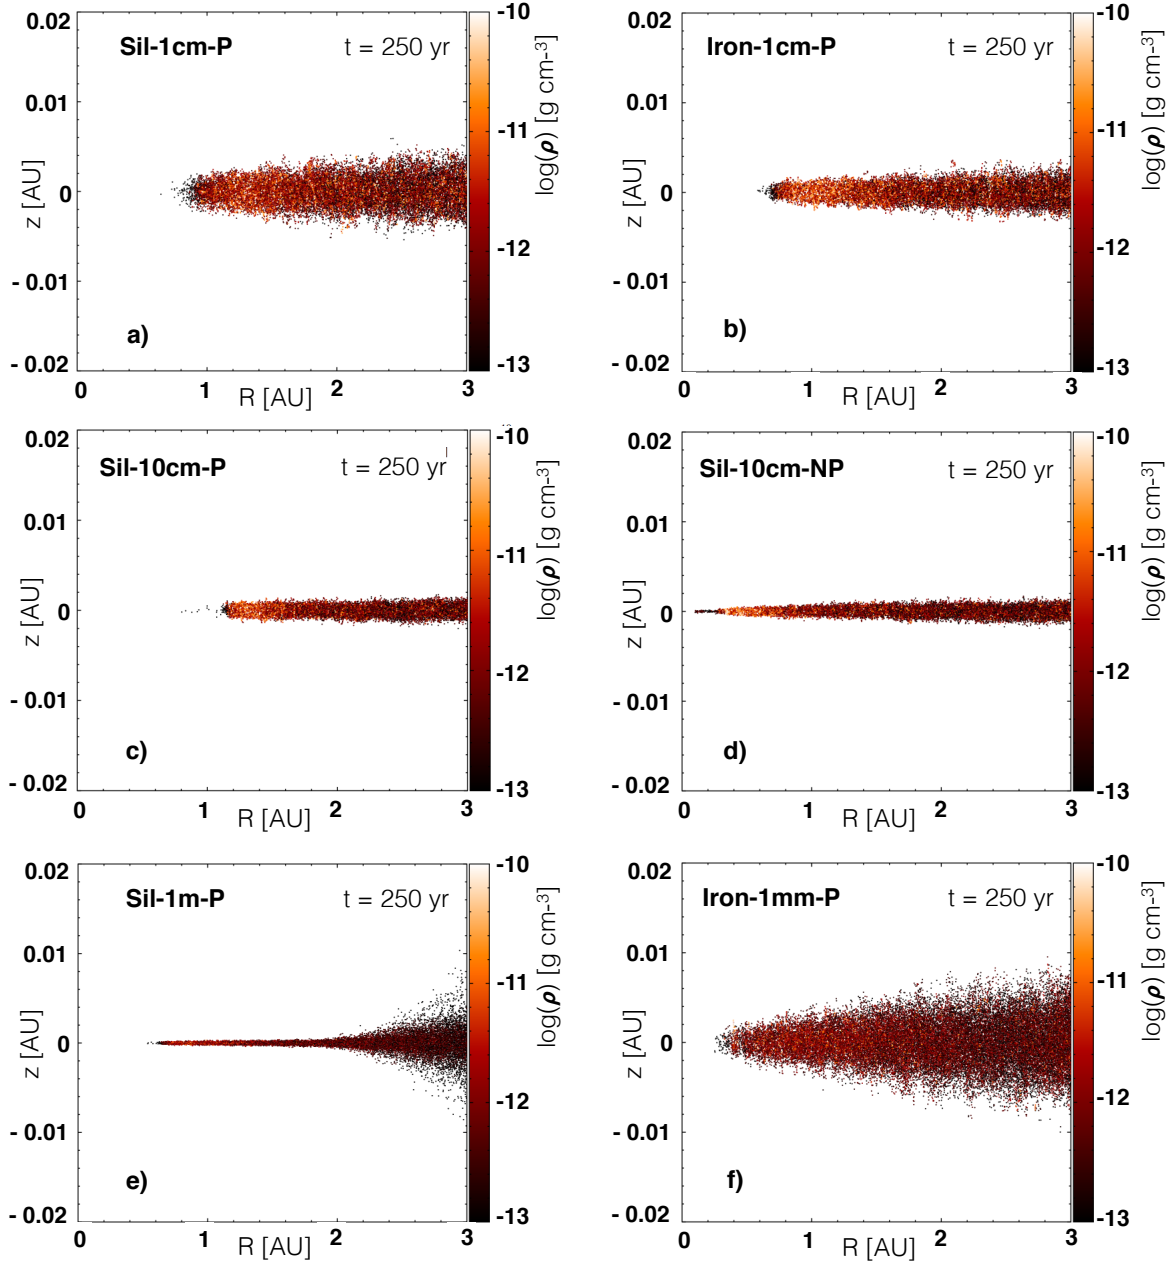 0.02
Sil-1cm-P
t = 250 yr
0.01
0
- 0.01
- 0.02
z [AU]
a)
0
1
2
3
R [AU]
-10
-11
-12
-13
log(ρ) [g cm-3]
0.02
Iron-1cm-P
t = 250 yr
0.01
0
- 0.01
- 0.02
z [AU]
b)
0
1
2
3
R [AU]
-10
-11
-12
-13
log(ρ) [g cm-3]
0.02
Sil-10cm-P
t = 250 yr
0.01
0
- 0.01
- 0.02
z [AU]
c)
0
1
2
3
R [AU]
-10
-11
-12
-13
log(ρ) [g cm-3]
0.02
Sil-10cm-NP
t = 250 yr
0.01
0
- 0.01
- 0.02
z [AU]
d)
0
1
2
3
R [AU]
-10
-11
-12
-13
log(ρ) [g cm-3]
0.02
Sil-1m-P
t = 250 yr
0.01
0
- 0.01
- 0.02
z [AU]
e)
0
1
2
3
R [AU]
-10
-11
-12
-13
log(ρ) [g cm-3]
0.02
Iron-1mm-P
t = 250 yr
0.01
0
- 0.01
- 0.02
z [AU]
f)
0
1
2
3
R [AU]
-10
-11
-12
-13
log(ρ) [g cm-3]